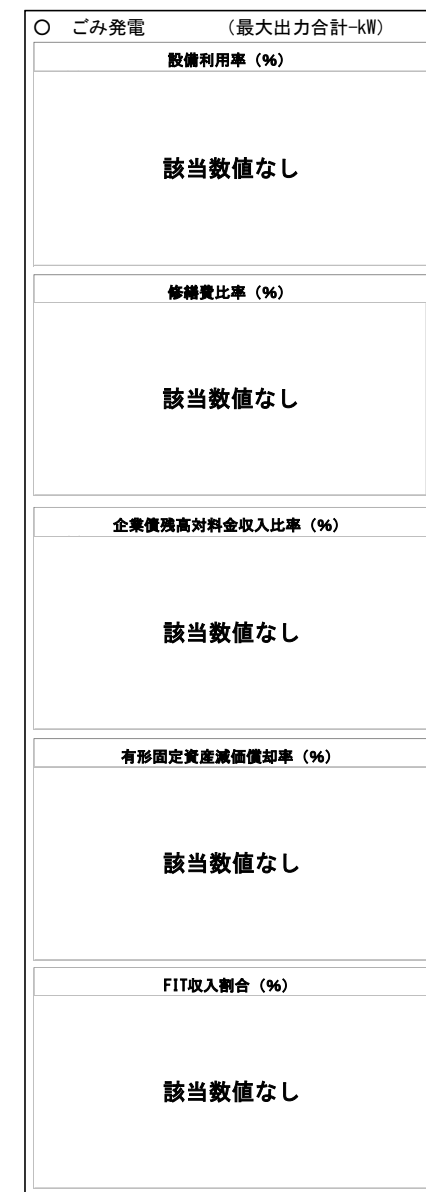 ○　ごみ発電　　　　（最大出力合計-kW）
設備利用率（%）
該当数値なし
修繕費比率（%）
該当数値なし
企業債残高対料金収入比率（%）
該当数値なし
有形固定資産減価償却率（%）
該当数値なし
FIT収入割合（%）
該当数値なし